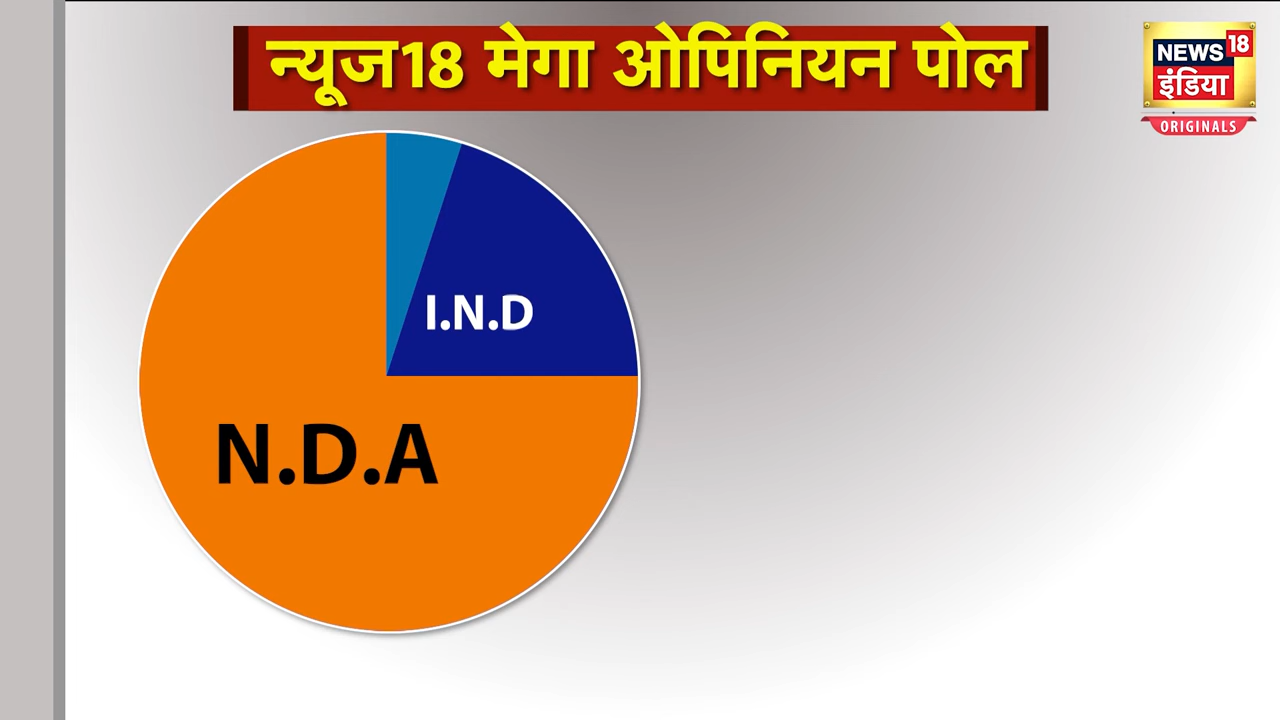 न्यूज18 मेगा ओपिनियन पोल
NEWS 18
इंडिया
ORIGINALS
I.N.D
N.D.A